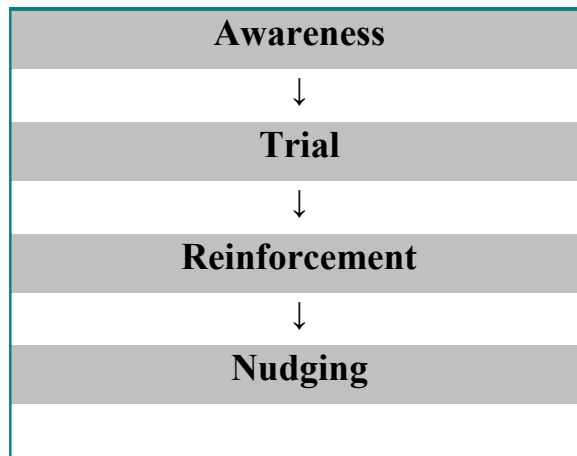 Awareness
↓
Trial
↓
Reinforcement
↓
Nudging